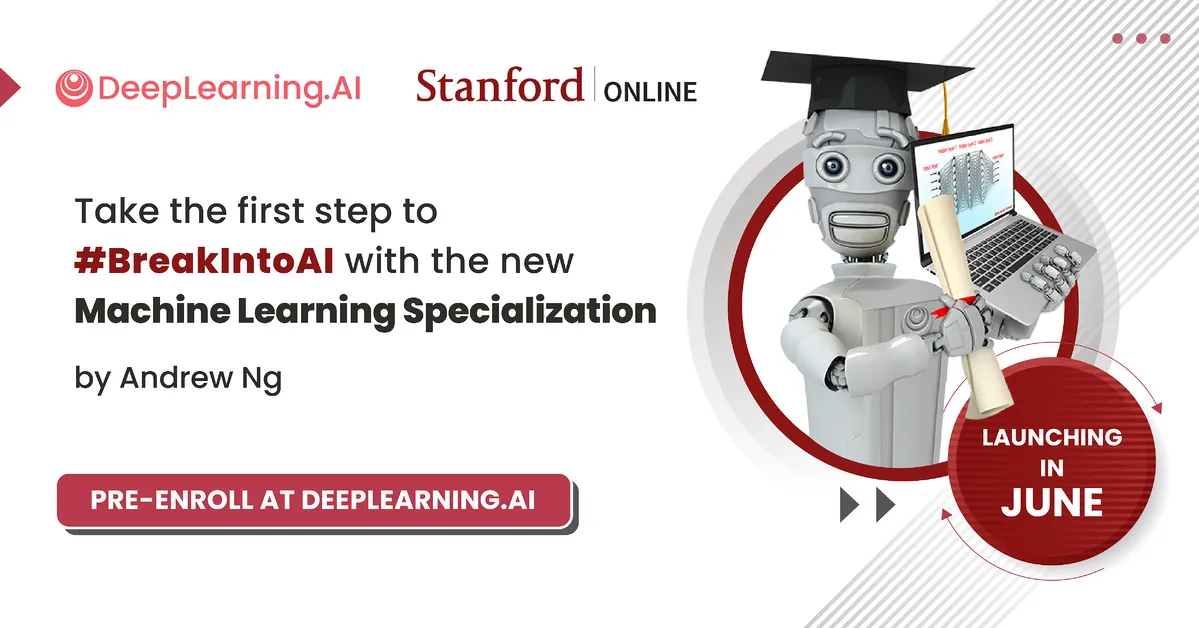 DeepLearning.AI
Stanford ONLINE
Take the first step to
#BreakIntoAI with the new
Machine Learning Specialization
by Andrew Ng
PRE-ENROLL AT DEEPLEARNING.AI
LAUNCHING
IN
JUNE